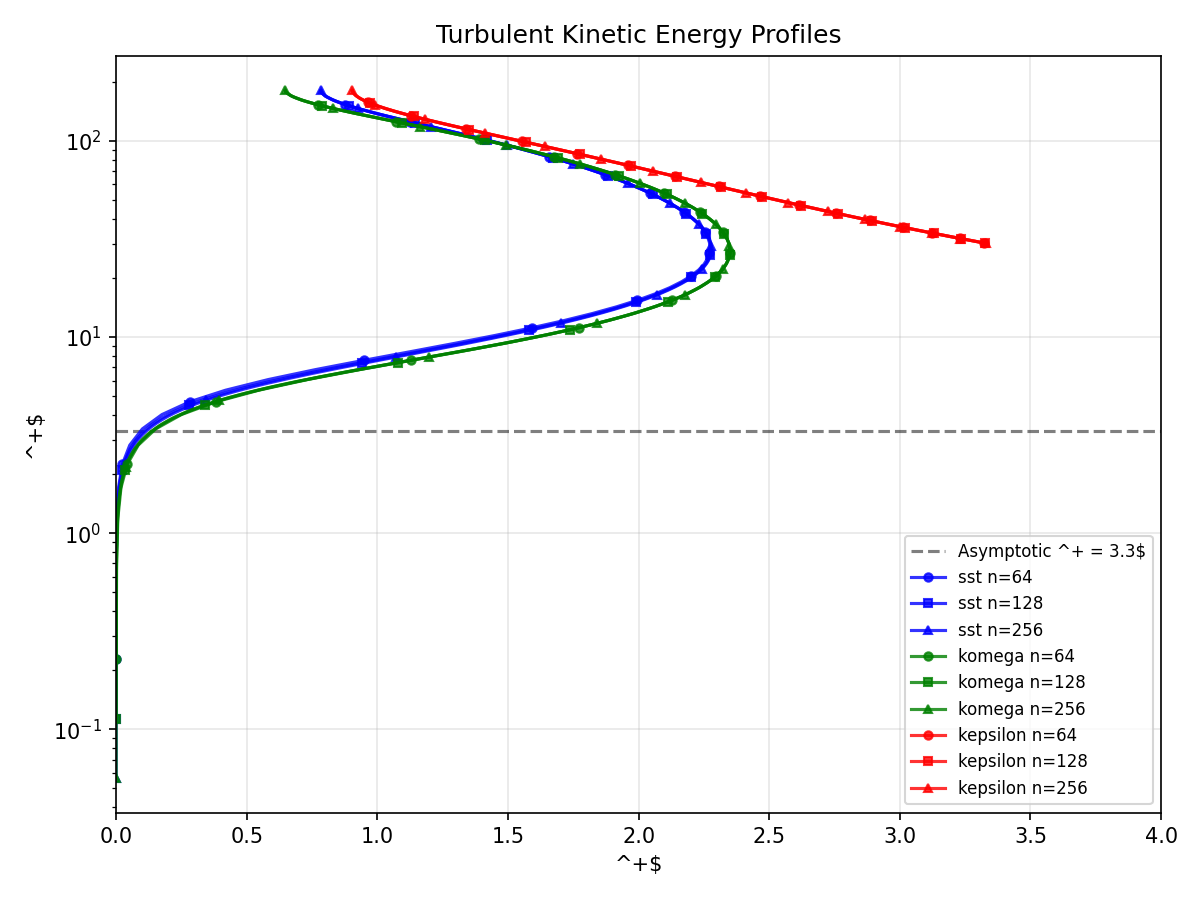 Turbulent Kinetic Energy Profiles
^+$
10^2
10^1
10^0
10^-1
0.0 0.5 1.0 1.5 2.0 2.5 3.0 3.5 4.0
^+$
Asymptotic ^+ = 3.3$
sst n=64
sst n=128
sst n=256
komega n=64
komega n=128
komega n=256
kepsilon n=64
kepsilon n=128
kepsilon n=256